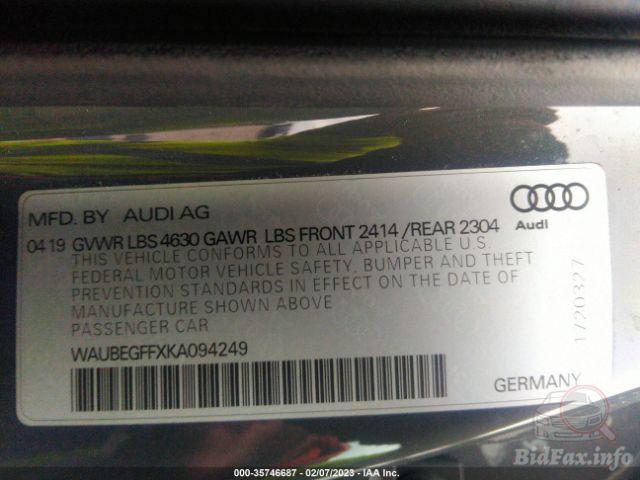 MFD. BY AUDI AG
Audi
04 19 GVWR LBS 4630 GAWR LBS FRONT 2414 /REAR 2304
THIS VEHICLE CONFORMS TO ALL APPLICABLE U.S.
FEDERAL MOTOR VEHICLE SAFETY, BUMPER AND THEFT
PREVENTION STANDARDS IN EFFECT ON THE DATE OF
MANUFACTURE SHOWN ABOVE
PASSENGER CAR
1720327
WAUBEGFFXKA094249
GERMANY
BidFax.info
000-35746687 - 02/07/2023 - IAA Inc.